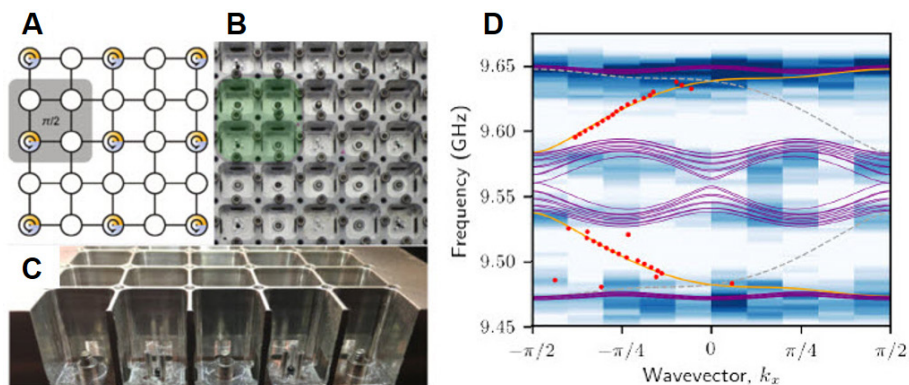 A
B
D
π/2
C
Frequency (GHz)
9.65
9.60
9.55
9.50
9.45
−π/2
−π/4
0
π/4
π/2
Wavevector, kₓ